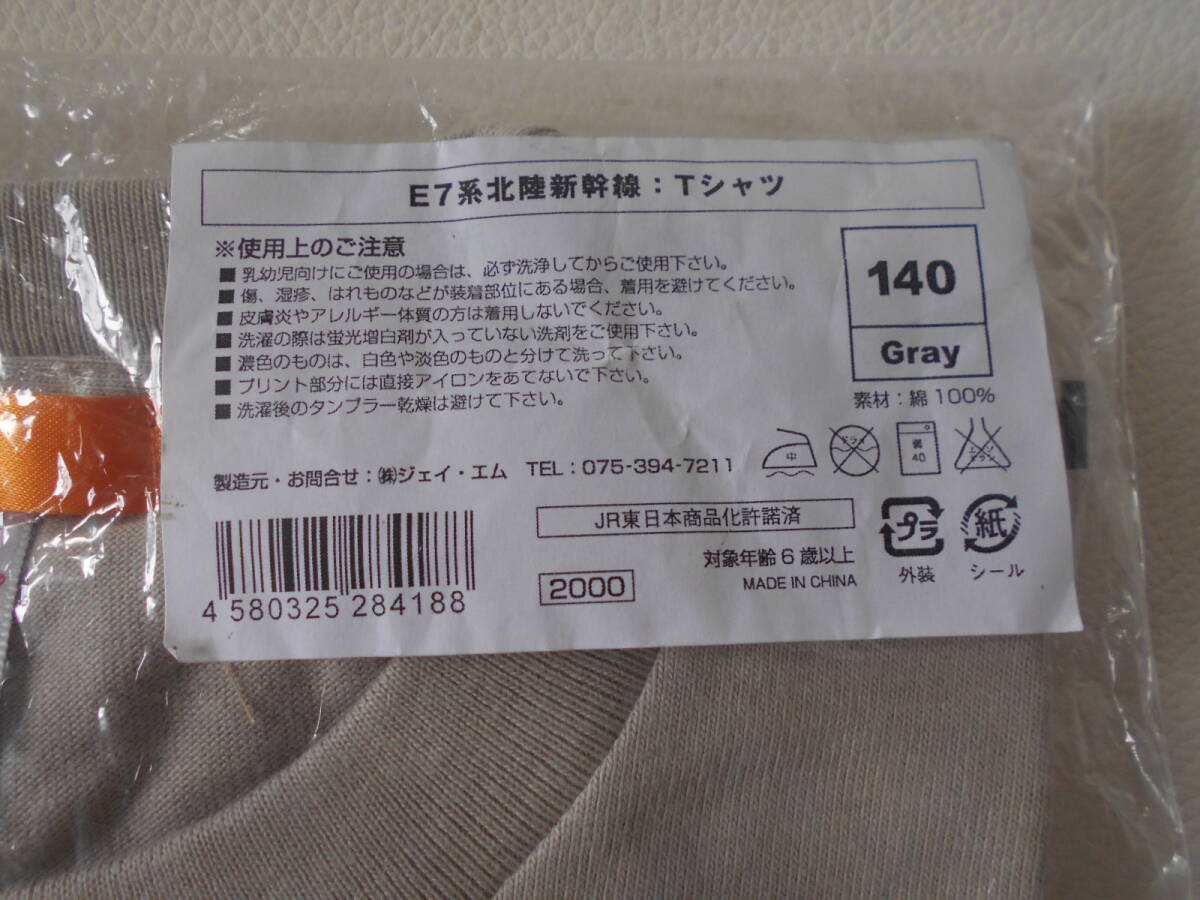 E7系北陸新幹線：Tシャツ
※使用上のご注意
■乳幼児向けにご使用の場合は、必ず洗浄してからご使用下さい。
■傷、湿疹、はれものなどが装着部位にある場合、着用を避けてください。
■皮膚炎やアレルギー体質の方は着用しないでください。
■洗濯の際は蛍光増白剤が入っていない洗剤をご使用下さい。
■濃色のものは、白色や淡色のものと分けて洗って下さい。
■プリント部分には直接アイロンをあてないで下さい。
■洗濯後のタンブラー乾燥は避けて下さい。
140
Gray
素材：綿100%
中
ドライ
弱
40
エンソ
サラシ
製造元・お問合せ：㈱ジェイ・エム TEL：075-394-7211
JR東日本商品化許諾済
対象年齢6歳以上
2000
MADE IN CHINA
プラ
外装
紙
シール
4 580325 284188